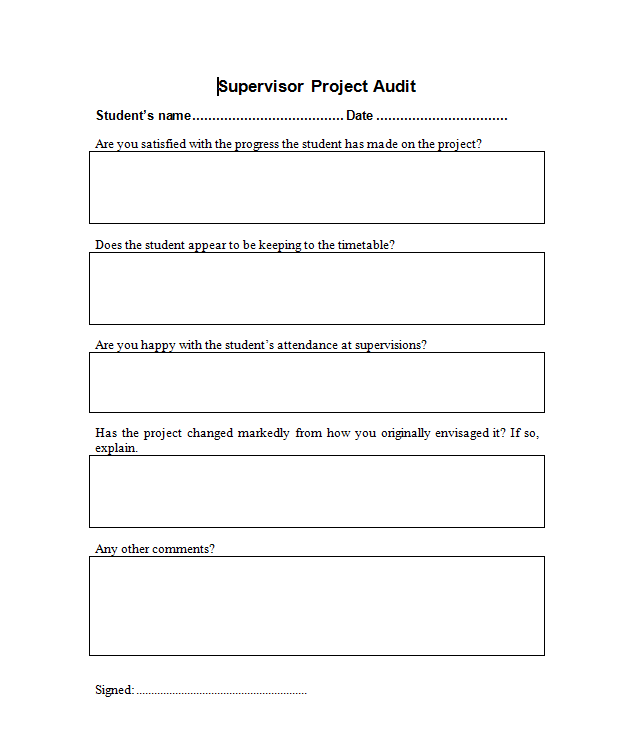 Supervisor Project Audit
Student’s name...................................... Date .................................
Are you satisfied with the progress the student has made on the project?
Does the student appear to be keeping to the timetable?
Are you happy with the student’s attendance at supervisions?
Has the project changed markedly from how you originally envisaged it? If so,
explain.
Any other comments?
Signed: .........................................................